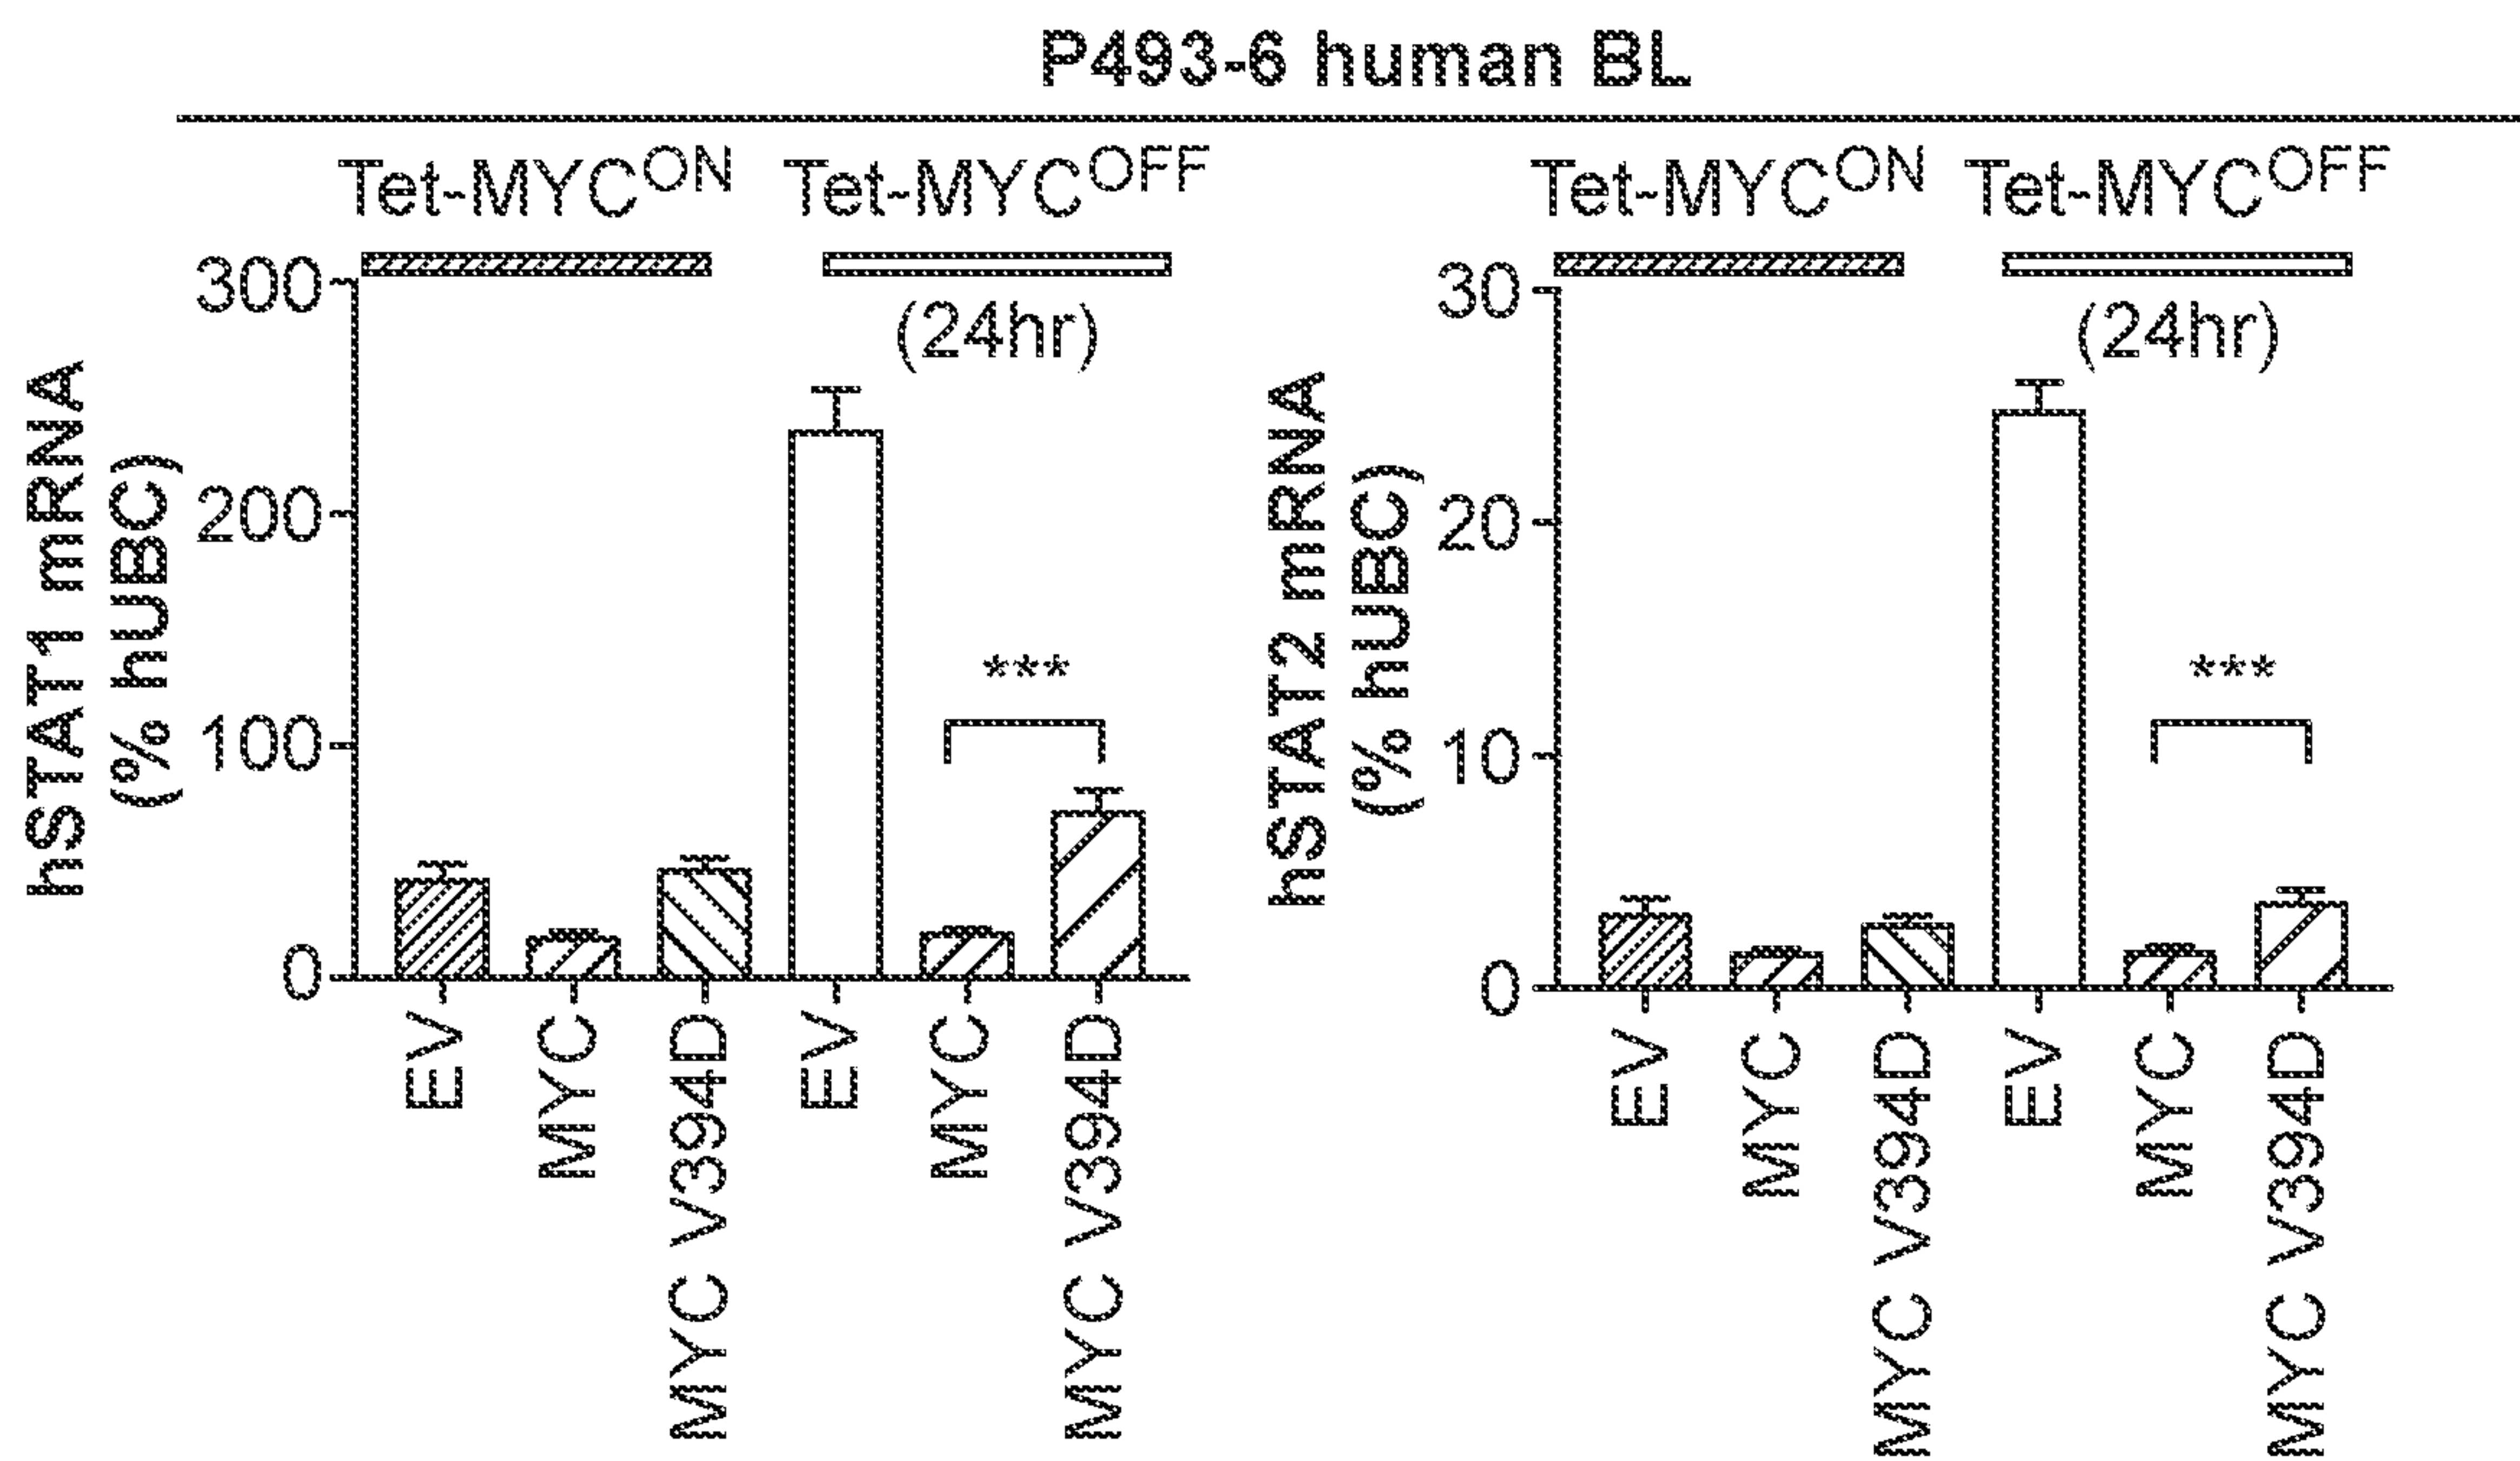 P493-6 human BL
Tet-MYCᴼᴺ Tet-MYCᴼᶠᶠ
(24hr)
hSTAT1 mRNA
(% hUBC)
300
200
100
0
***
EV
MYC
MYC V394D
EV
MYC
MYC V394D
Tet-MYCᴼᴺ Tet-MYCᴼᶠᶠ
(24hr)
hSTAT2 mRNA
(% hUBC)
30
20
10
0
***
EV
MYC
MYC V394D
EV
MYC
MYC V394D